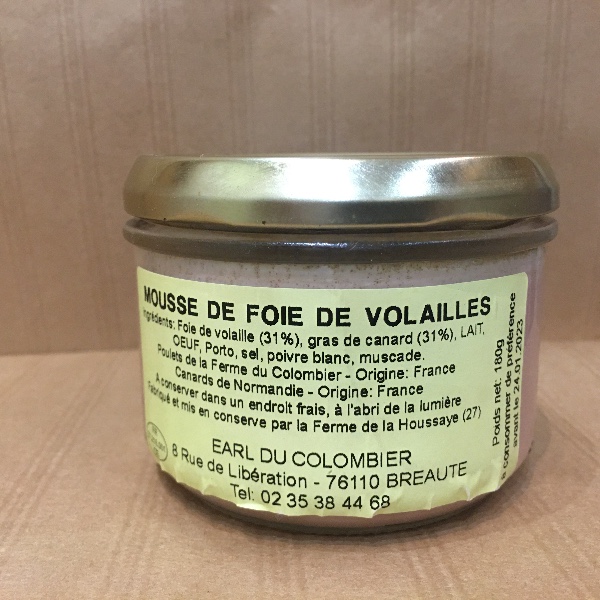 MOUSSE DE FOIE DE VOLAILLES
Ingrédients: Foie de volaille (31%), gras de canard (31%), LAIT,
OEUF, Porto, sel, poivre blanc, muscade.
Poulets de la Ferme du Colombier - Origine: France
Canards de Normandie - Origine: France
A conserver dans un endroit frais, à l'abri de la lumière
Fabriqué et mis en conserve par la Ferme de la Houssaye (27)
EARL DU COLOMBIER
8 Rue de Libération - 76110 BREAUTE
Tel: 02 35 38 44 68
Poids net: 180g
a consommer de préférence
avant le 24.01.2023